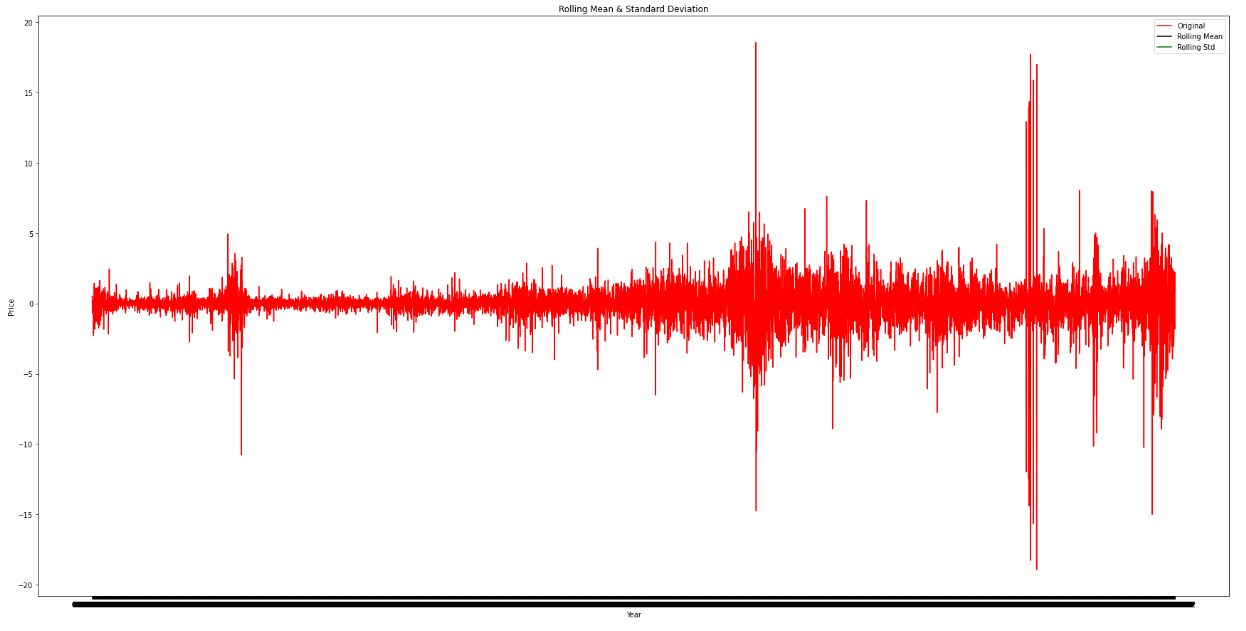 Rolling Mean & Standard Deviation
Original
Rolling Mean
Rolling Std
20
15
10
5
0
−5
−10
−15
−20
Price
Year